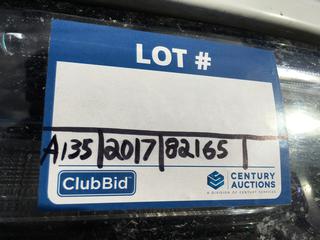 LOT #
A135 | 2017 | 82165 |
ClubBid
CENTURY AUCTIONS
A DIVISION OF CENTURY SERVICES